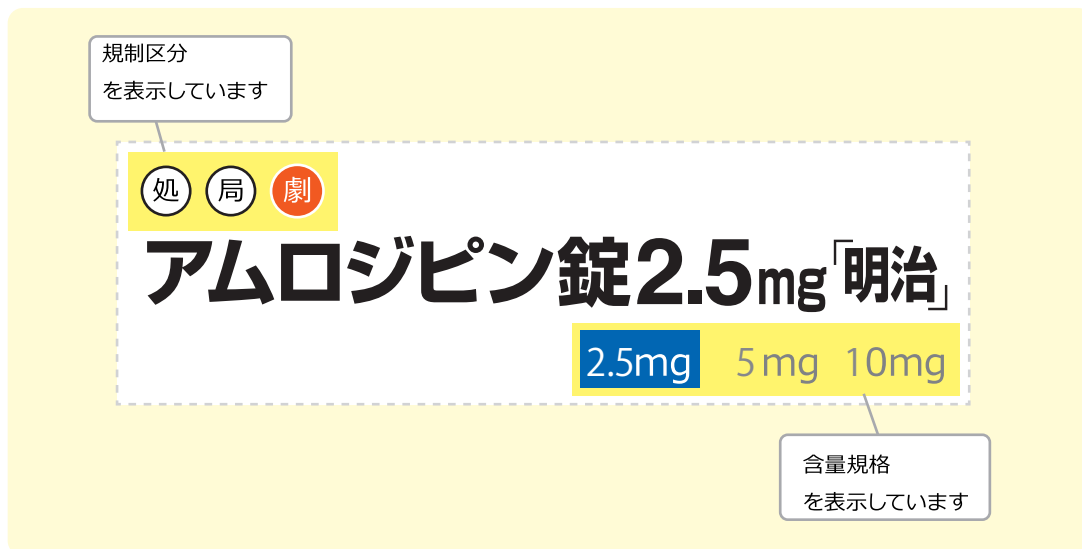 規制区分
を表示しています
処 局 劇
アムロジピン錠2.5mg「明治」
2.5mg 5mg 10mg
含量規格
を表示しています